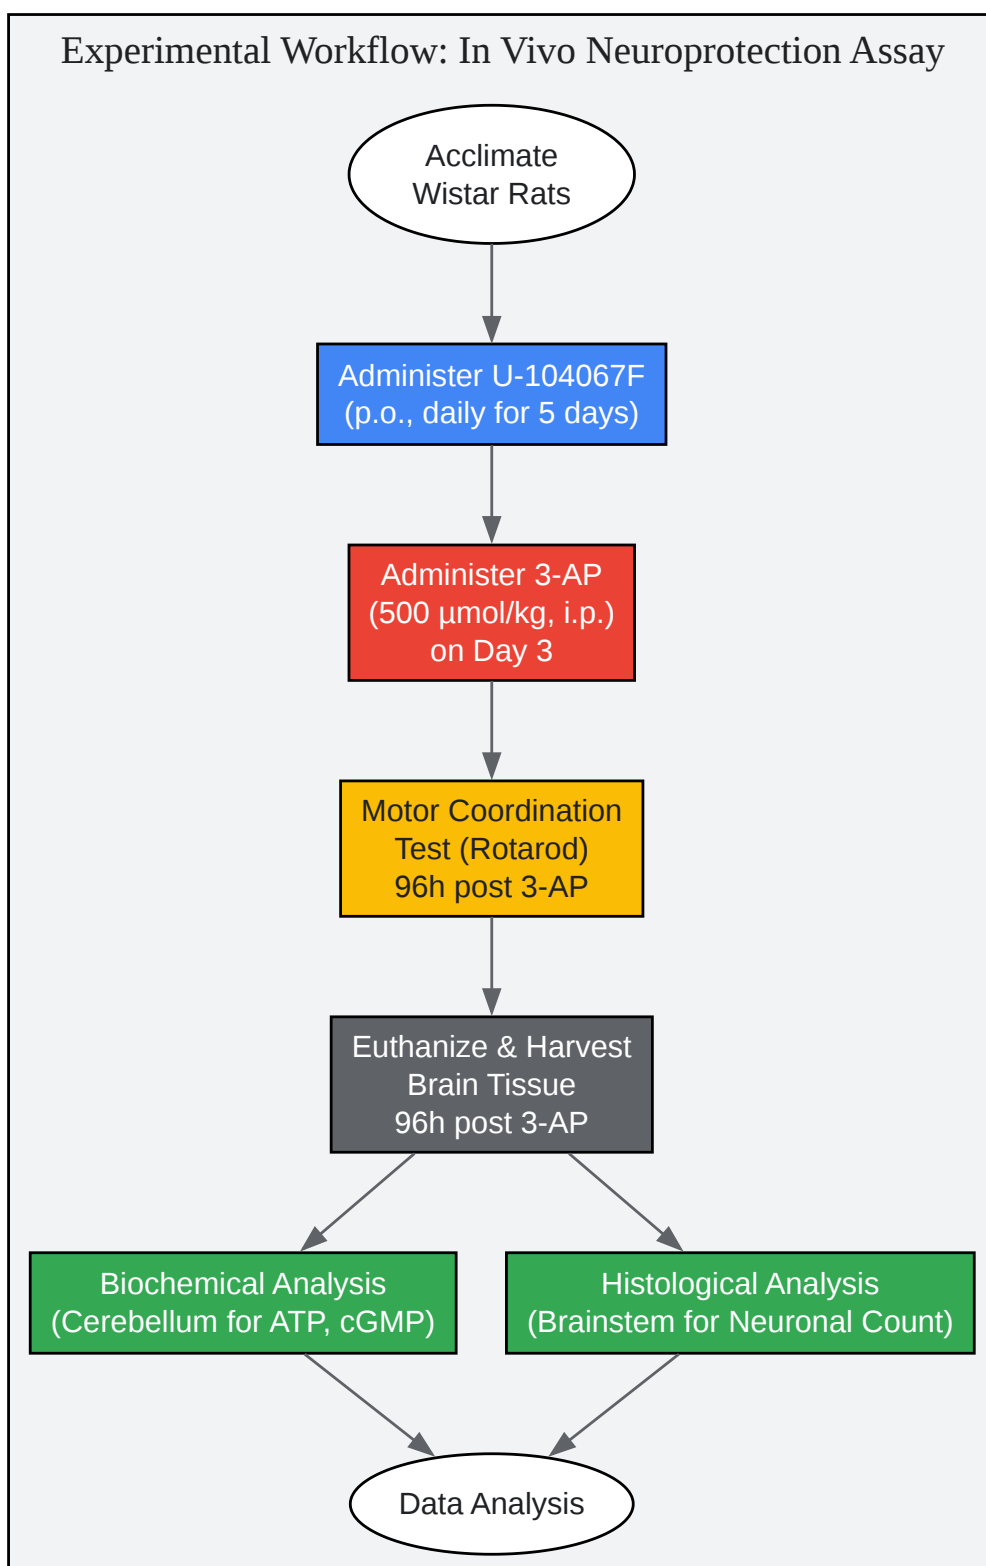 Experimental Workflow: In Vivo Neuroprotection Assay
Acclimate
Wistar Rats
Administer U-104067F
(p.o., daily for 5 days)
Administer 3-AP
(500 µmol/kg, i.p.)
on Day 3
Motor Coordination
Test (Rotarod)
96h post 3-AP
Euthanize & Harvest
Brain Tissue
96h post 3-AP
Biochemical Analysis
(Cerebellum for ATP, cGMP)
Histological Analysis
(Brainstem for Neuronal Count)
Data Analysis